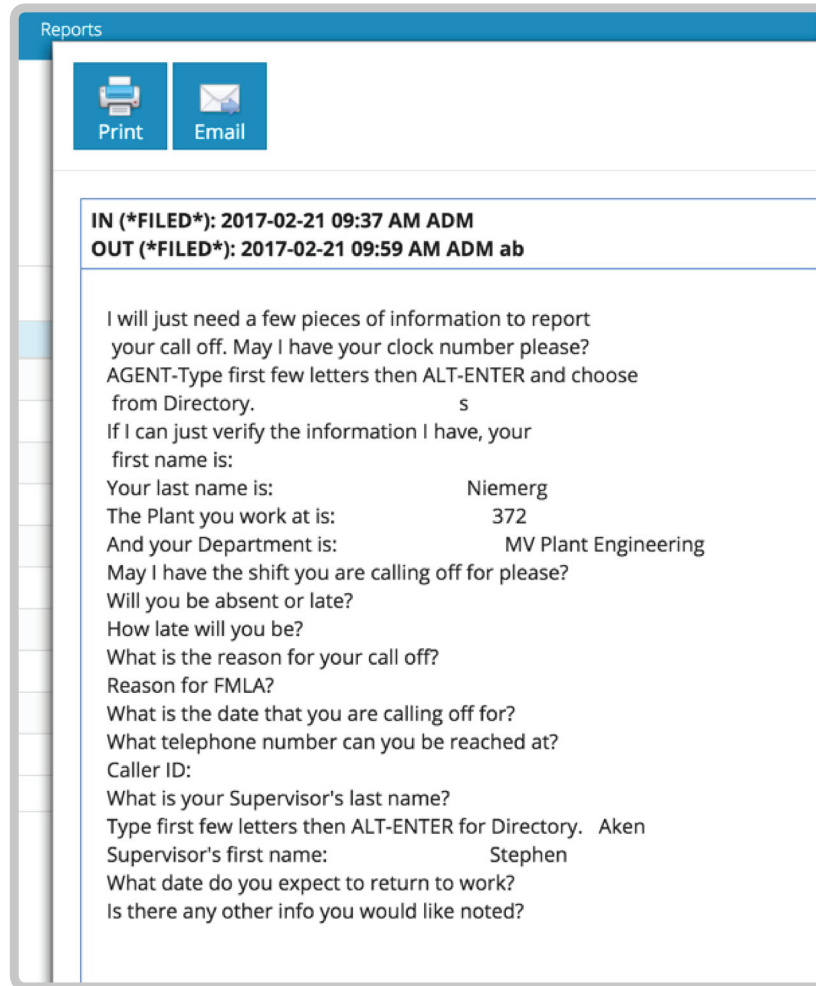 Reports
Print
Email
IN (*FILED*): 2017-02-21 09:37 AM ADM
OUT (*FILED*): 2017-02-21 09:59 AM ADM ab
I will just need a few pieces of information to report
your call off. May I have your clock number please?
AGENT-Type first few letters then ALT-ENTER and choose
from Directory. s
If I can just verify the information I have, your
first name is:
Your last name is: Niemerg
The Plant you work at is: 372
And your Department is: MV Plant Engineering
May I have the shift you are calling off for please?
Will you be absent or late?
How late will you be?
What is the reason for your call off?
Reason for FMLA?
What is the date that you are calling off for?
What telephone number can you be reached at?
Caller ID:
What is your Supervisor's last name?
Type first few letters then ALT-ENTER for Directory. Aken
Supervisor's first name: Stephen
What date do you expect to return to work?
Is there any other info you would like noted?